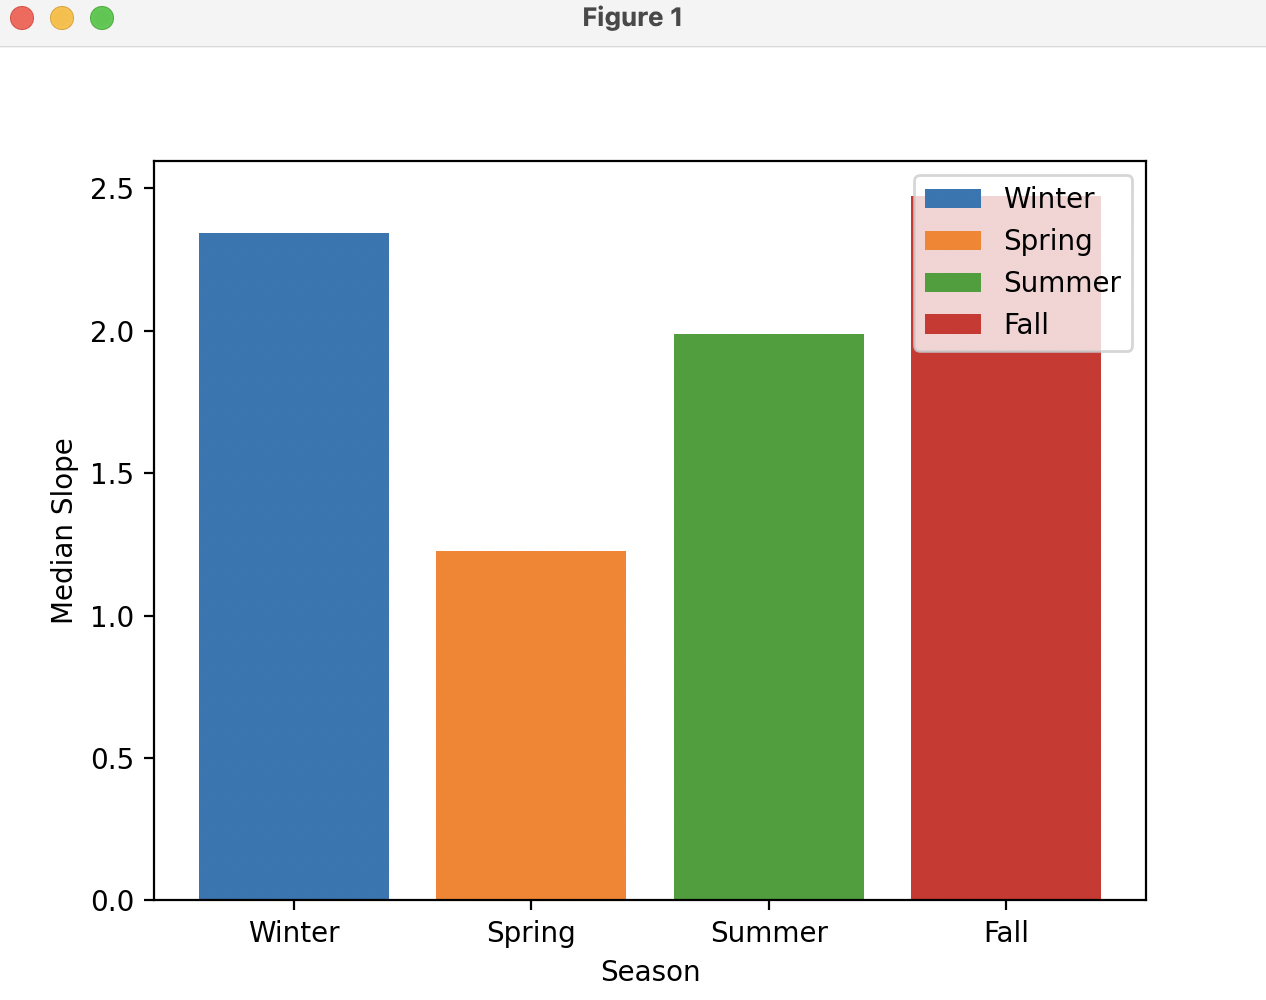 Figure 1
2.5
2.0
1.5
1.0
0.5
0.0
Median Slope
Winter
Spring
Summer
Fall
Winter Spring Summer Fall
Season